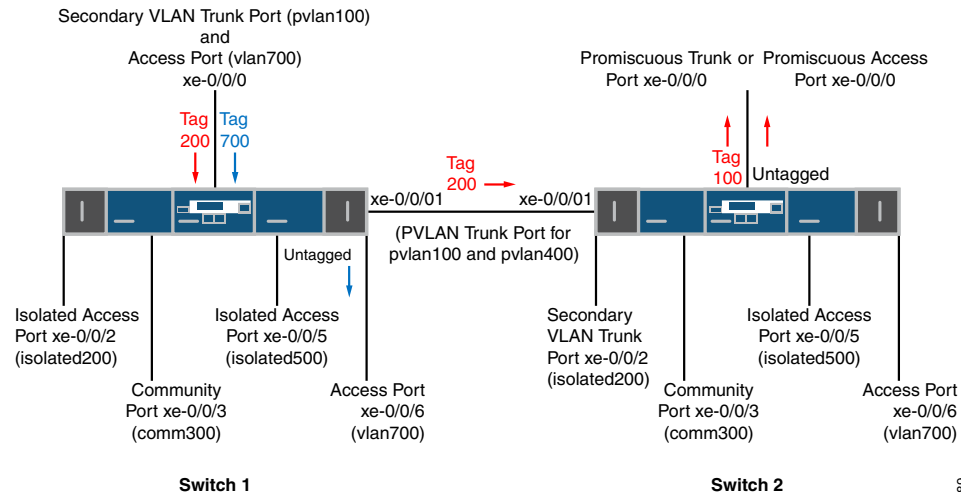 Secondary VLAN Trunk Port (pvlan100)
and
Access Port (vlan700)
xe-0/0/0
Promiscuous Trunk or
Port xe-0/0/0
Promiscuous Access
Port xe-0/0/0
Tag
200
Tag
700
Tag
200
Tag
100
Untagged
xe-0/0/01
xe-0/0/01
(PVLAN Trunk Port for
pvlan100 and pvlan400)
Untagged
Isolated Access
Port xe-0/0/2
(isolated200)
Isolated Access
Port xe-0/0/5
(isolated500)
Secondary
VLAN Trunk
Port xe-0/0/2
(isolated200)
Isolated Access
Port xe-0/0/5
(isolated500)
Community
Port xe-0/0/3
(comm300)
Access Port
xe-0/0/6
(vlan700)
Community
Port xe-0/0/3
(comm300)
Access Port
xe-0/0/6
(vlan700)
Switch 1
Switch 2